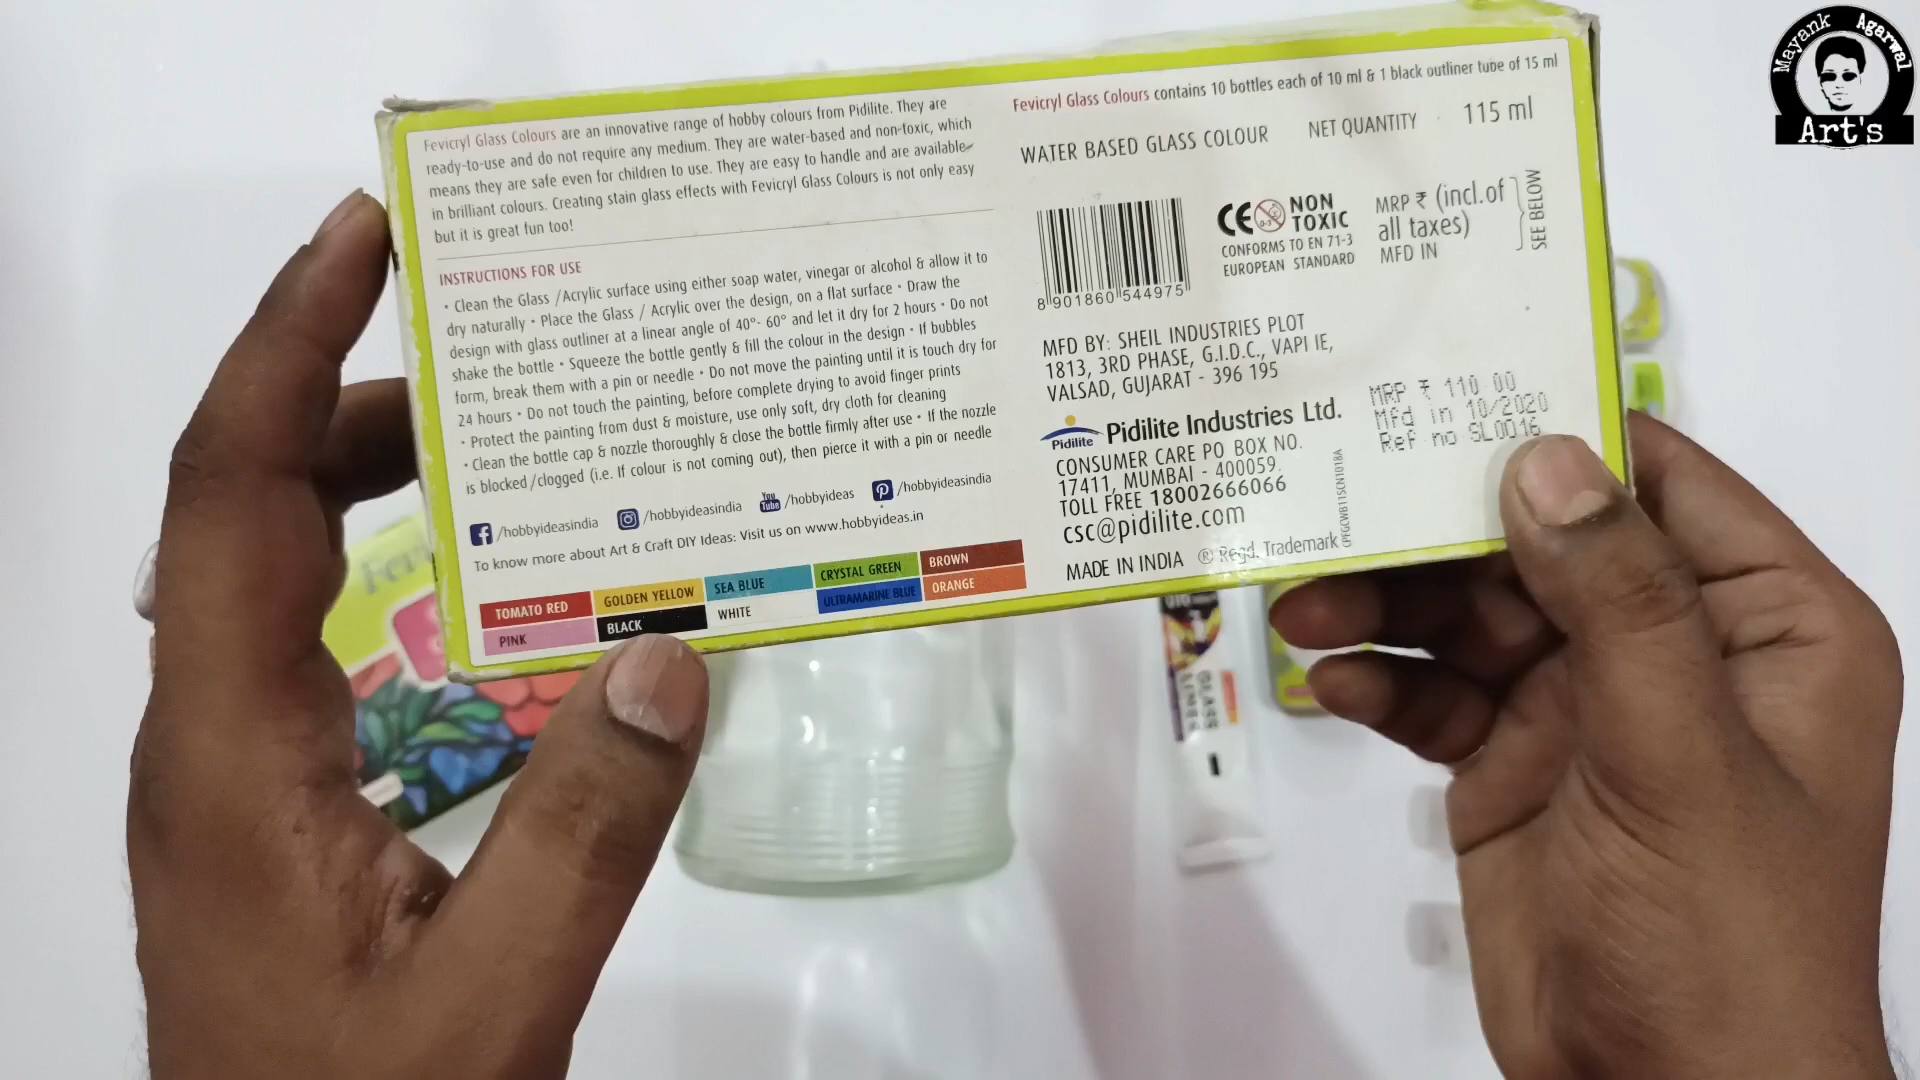 Fevicryl Glass Colours are an innovative range of hobby colours from Pidilite. They are
ready-to-use and do not require any medium. They are water-based and non-toxic, which
means they are safe even for children to use. They are easy to handle and are available
in brilliant colours. Creating stain glass effects with Fevicryl Glass Colours is not only easy
but it is great fun too!
INSTRUCTIONS FOR USE
• Clean the Glass /Acrylic surface using either soap water, vinegar or alcohol & allow it to
dry naturally • Place the Glass / Acrylic over the design, on a flat surface • Draw the
design with glass outliner at a linear angle of 40°- 60° and let it dry for 2 hours • Do not
shake the bottle • Squeeze the bottle gently & fill the colour in the design • If bubbles
form, break them with a pin or needle • Do not move the painting until it is touch dry for
24 hours • Do not touch the painting, before complete drying to avoid finger prints
• Protect the painting from dust & moisture, use only soft, dry cloth for cleaning
• Clean the bottle cap & nozzle thoroughly & close the bottle firmly after use • If the nozzle
is blocked/clogged (i.e. If colour is not coming out), then pierce it with a pin or needle
/hobbyideasindia /hobbyideasindia You Tube /hobbyideas /hobbyideasindia
To know more about Art & Craft DIY Ideas: Visit us on www.hobbyideas.in
TOMATO RED GOLDEN YELLOW SEA BLUE CRYSTAL GREEN BROWN
PINK BLACK WHITE ULTRAMARINE BLUE ORANGE
Fevicryl Glass Colours contains 10 bottles each of 10 ml & 1 black outliner tube of 15 ml
WATER BASED GLASS COLOUR NET QUANTITY 115 ml
8 901860 544975
CE 0-3 NON
TOXIC
CONFORMS TO EN 71-3
EUROPEAN STANDARD
MRP ₹ (incl.of
all taxes)
MFD IN
SEE BELOW
MFD BY: SHEIL INDUSTRIES PLOT
1813, 3RD PHASE, G.I.D.C., VAPI IE,
VALSAD, GUJARAT - 396 195
Pidilite Pidilite Industries Ltd.
CONSUMER CARE PO BOX NO.
17411, MUMBAI - 400059.
TOLL FREE 18002666066
csc@pidilite.com
MADE IN INDIA ® Regd. Trademark
MRP ₹ 110.00
Mfd in 10/2020
Ref no SL0016
GLASS
LINER
Mayank Agarwal
Art's